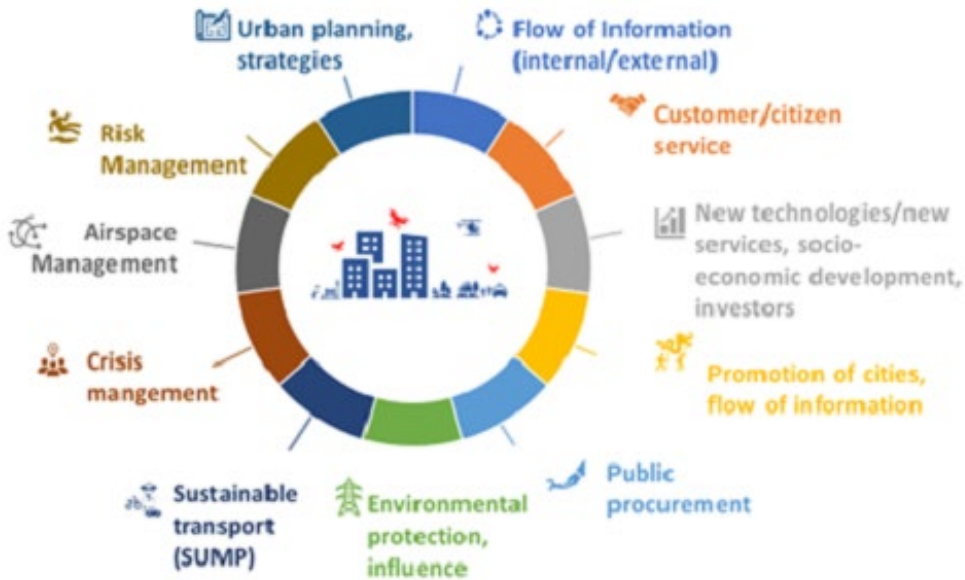 Urban planning,
strategies
Flow of Information
(internal/external)
Customer/citizen
service
New technologies/new
services, socio-
economic development,
investors
Promotion of cities,
flow of information
Public
procurement
Environmental
protection,
influence
Sustainable
transport
(SUMP)
Crisis
mangement
Airspace
Management
Risk
Management